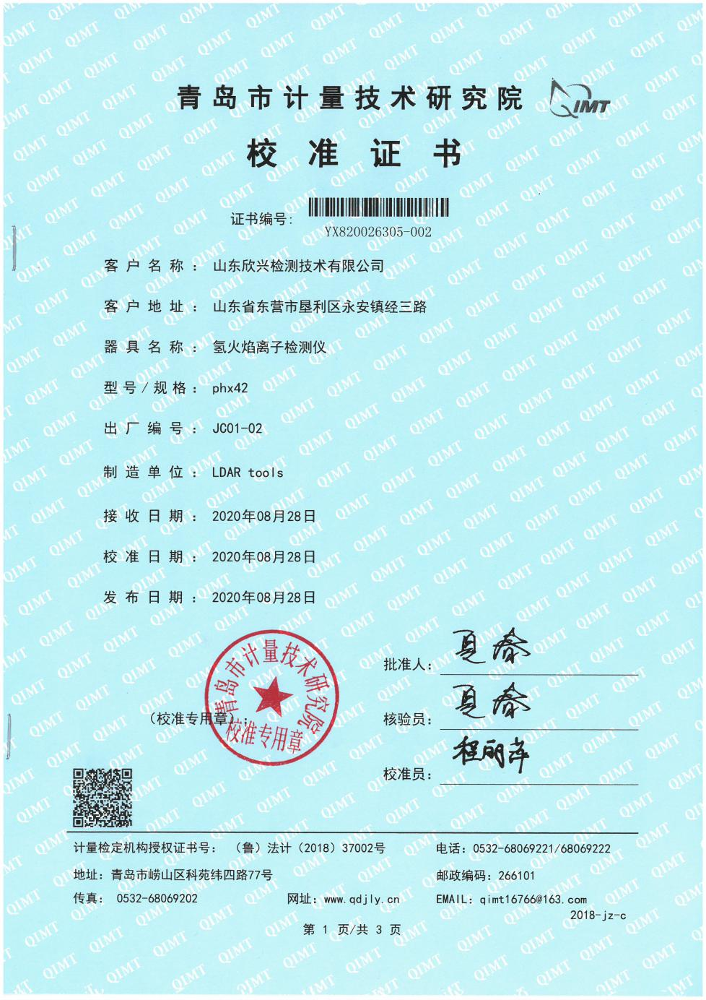 青岛市计量技术研究院
QIMT
校准证书
证书编号:
YX820026305-002
客户名称: 山东欣兴检测技术有限公司
客户地址: 山东省东营市垦利区永安镇经三路
器具名称: 氢火焰离子检测仪
型号/规格: phx42
出厂编号: JC01-02
制造单位: LDAR tools
接收日期: 2020年08月28日
校准日期: 2020年08月28日
发布日期: 2020年08月28日
批准人: 夏春
(校准专用章):
青岛市计量技术研究院
校准专用章
核验员: 夏春
校准员: 程丽萍
计量检定机构授权证书号: (鲁)法计(2018)37002号 电话: 0532-68069221/68069222
地址: 青岛市崂山区科苑纬四路77号 邮政编码: 266101
传真: 0532-68069202 网址: www.qdjly.cn EMAIL: qimt16766@163.com
2018-jz-c
第 1 页/共 3 页